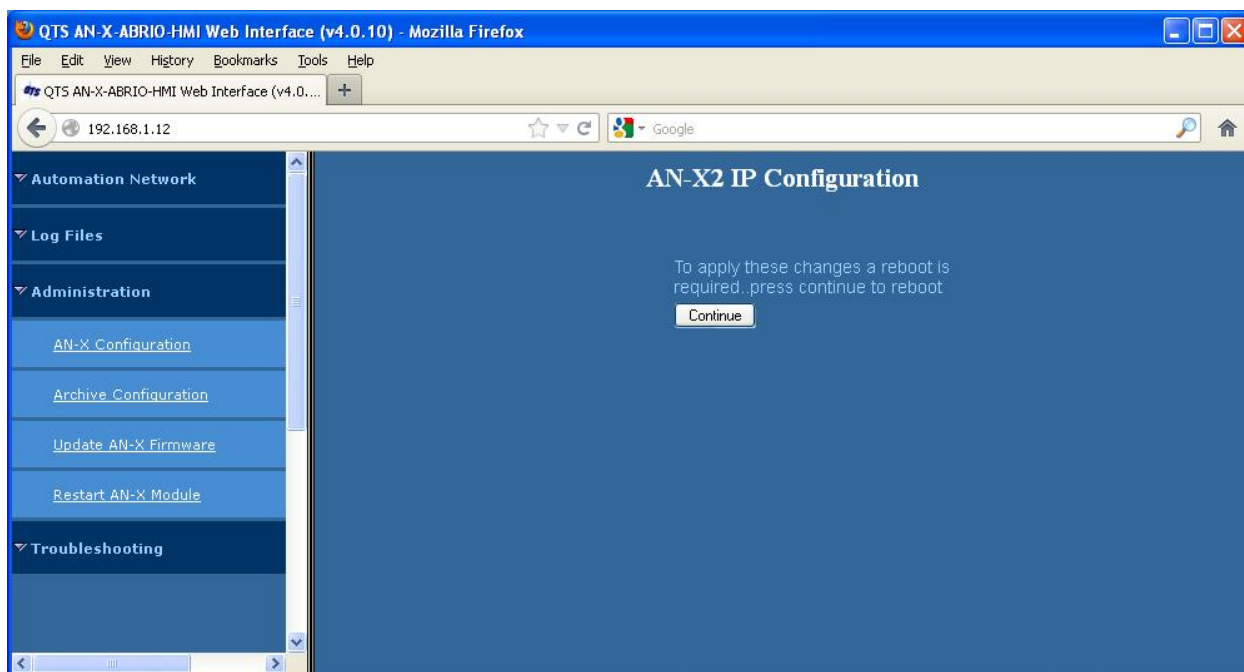 QTS AN-X-ABRIO-HMI Web Interface (v4.0.10) - Mozilla Firefox
File Edit View History Bookmarks Tools Help
QTS QTS AN-X-ABRIO-HMI Web Interface (v4.0.... +
192.168.1.12 Google
Automation Network
Log Files
Administration
AN-X Configuration
Archive Configuration
Update AN-X Firmware
Restart AN-X Module
Troubleshooting
AN-X2 IP Configuration
To apply these changes a reboot is
required..press continue to reboot
Continue